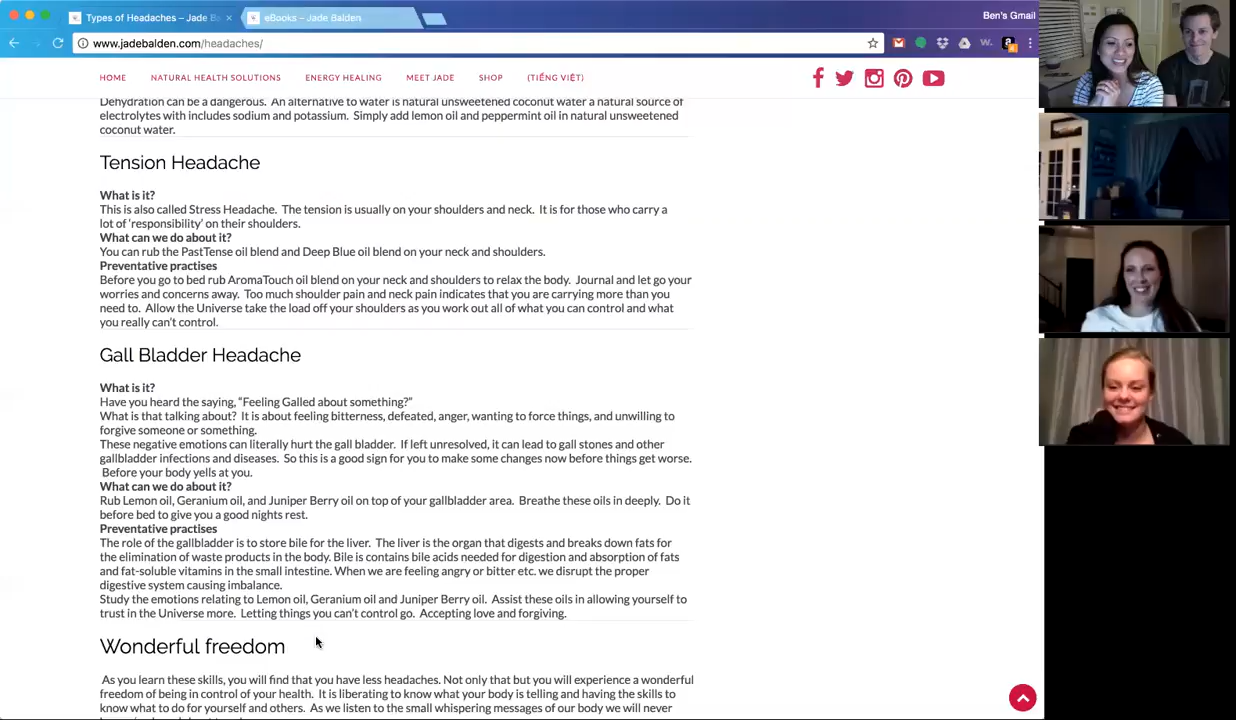 Types of Headaches – Jade Ba
eBooks – Jade Balden
Ben's Gmail
www.jadebalden.com/headaches/
HOME NATURAL HEALTH SOLUTIONS ENERGY HEALING MEET JADE SHOP (TIẾNG VIỆT)
Dehydration can be a dangerous. An alternative to water is natural unsweetened coconut water a natural source of
electrolytes with includes sodium and potassium. Simply add lemon oil and peppermint oil in natural unsweetened
coconut water.
Tension Headache
What is it?
This is also called Stress Headache. The tension is usually on your shoulders and neck. It is for those who carry a
lot of ‘responsibility’ on their shoulders.
What can we do about it?
You can rub the PastTense oil blend and Deep Blue oil blend on your neck and shoulders.
Preventative practises
Before you go to bed rub AromaTouch oil blend on your neck and shoulders to relax the body. Journal and let go your
worries and concerns away. Too much shoulder pain and neck pain indicates that you are carrying more than you
need to. Allow the Universe take the load off your shoulders as you work out all of what you can control and what
you really can’t control.
Gall Bladder Headache
What is it?
Have you heard the saying, “Feeling Galled about something?”
What is that talking about? It is about feeling bitterness, defeated, anger, wanting to force things, and unwilling to
forgive someone or something.
These negative emotions can literally hurt the gall bladder. If left unresolved, it can lead to gall stones and other
gallbladder infections and diseases. So this is a good sign for you to make some changes now before things get worse.
Before your body yells at you.
What can we do about it?
Rub Lemon oil, Geranium oil, and Juniper Berry oil on top of your gallbladder area. Breathe these oils in deeply. Do it
before bed to give you a good nights rest.
Preventative practises
The role of the gallbladder is to store bile for the liver. The liver is the organ that digests and breaks down fats for
the elimination of waste products in the body. Bile is contains bile acids needed for digestion and absorption of fats
and fat-soluble vitamins in the small intestine. When we are feeling angry or bitter etc. we disrupt the proper
digestive system causing imbalance.
Study the emotions relating to Lemon oil, Geranium oil and Juniper Berry oil. Assist these oils in allowing yourself to
trust in the Universe more. Letting things you can’t control go. Accepting love and forgiving.
Wonderful freedom
As you learn these skills, you will find that you have less headaches. Not only that but you will experience a wonderful
freedom of being in control of your health. It is liberating to know what your body is telling and having the skills to
know what to do for yourself and others. As we listen to the small whispering messages of our body we will never